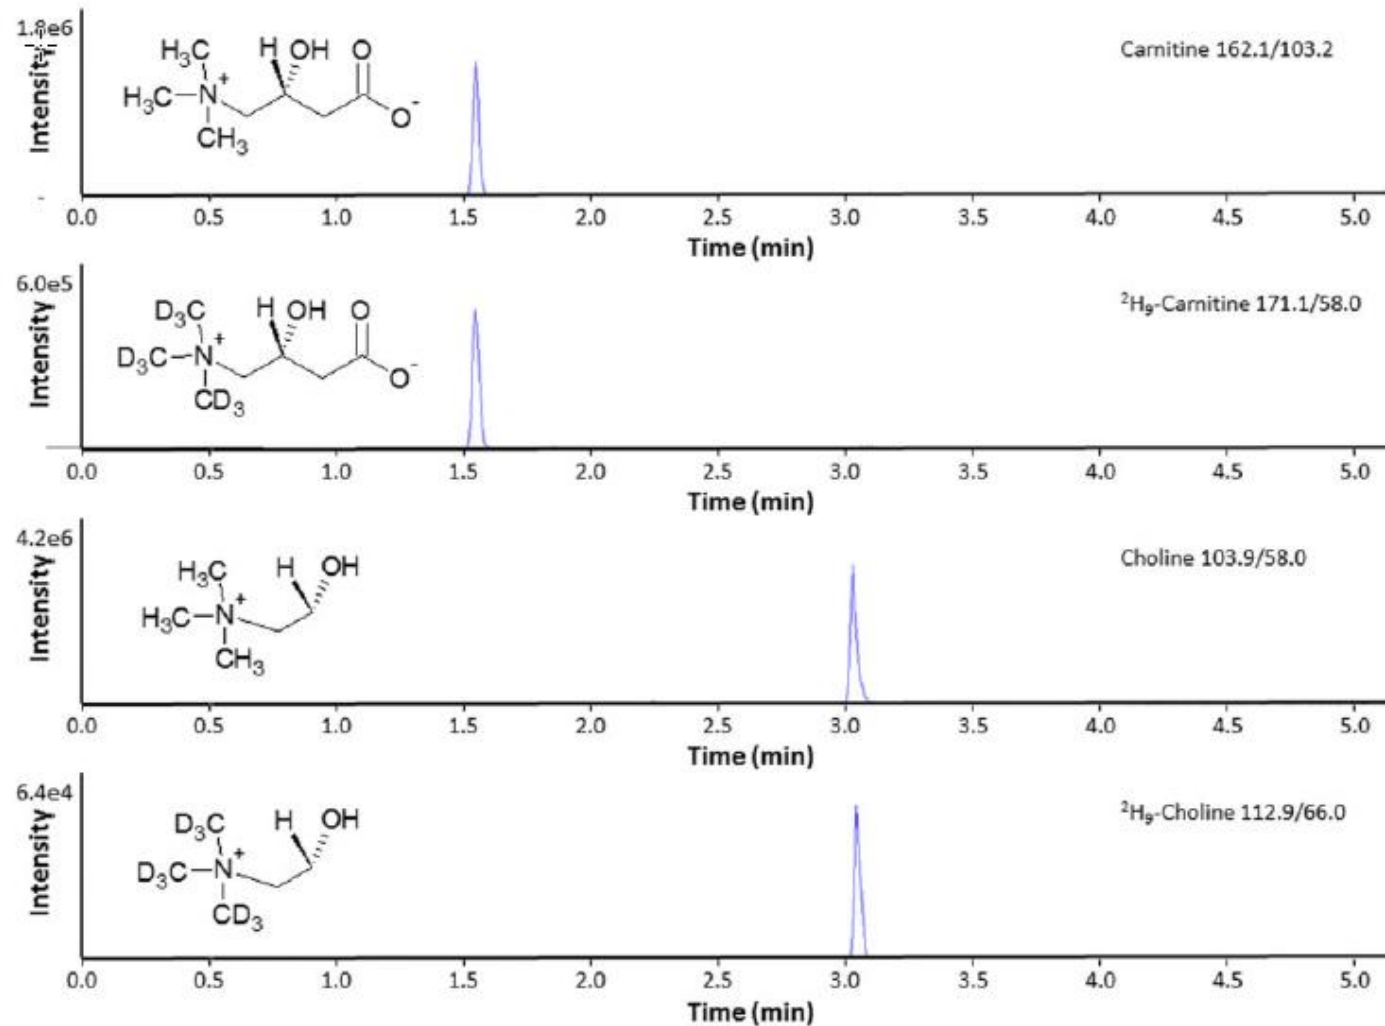 1.8e6
Intensity
H₃C H OH O
H₃C N + O⁻
CH₃
Carnitine 162.1/103.2
-
0.0 0.5 1.0 1.5 2.0 2.5 3.0 3.5 4.0 4.5 5.0
Time (min)
6.0e5
Intensity
D₃C H OH O
D₃C N + O⁻
CD₃
²H₉-Carnitine 171.1/58.0
0.0 0.5 1.0 1.5 2.0 2.5 3.0 3.5 4.0 4.5 5.0
Time (min)
4.2e6
Intensity
H₃C H OH
H₃C N +
CH₃
Choline 103.9/58.0
0.0 0.5 1.0 1.5 2.0 2.5 3.0 3.5 4.0 4.5 5.0
Time (min)
6.4e4
Intensity
D₃C H OH
D₃C N +
CD₃
²H₉-Choline 112.9/66.0
0.0 0.5 1.0 1.5 2.0 2.5 3.0 3.5 4.0 4.5 5.0
Time (min)